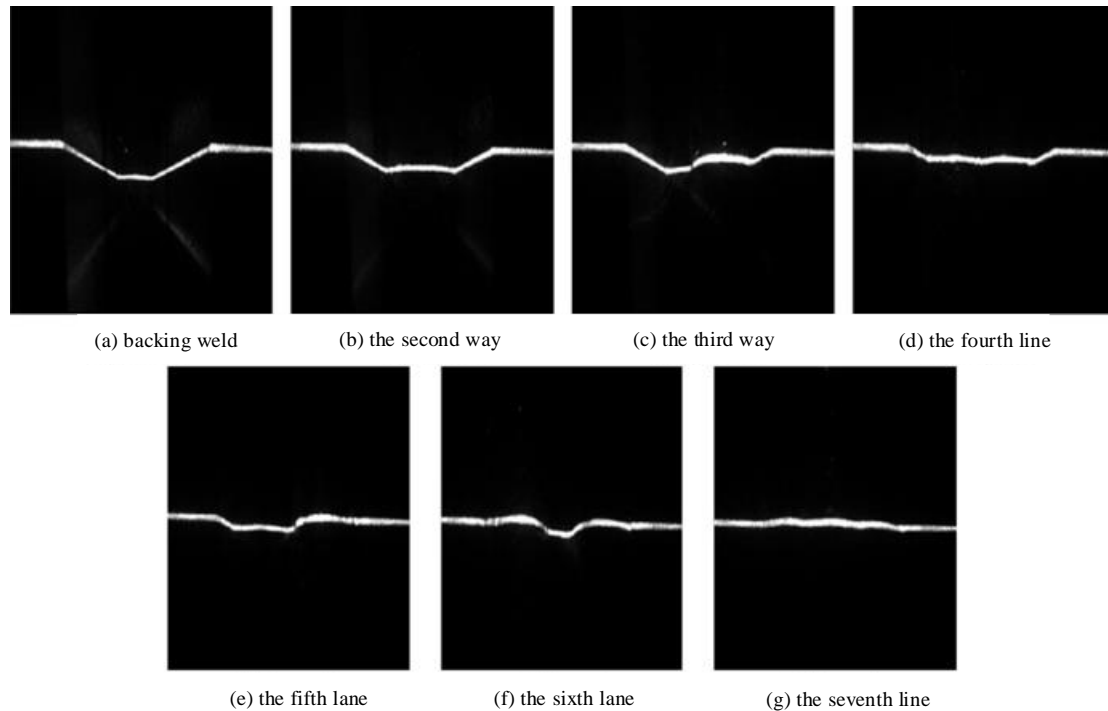 (a) backing weld
(b) the second way
(c) the third way
(d) the fourth line
(e) the fifth lane
(f) the sixth lane
(g) the seventh line